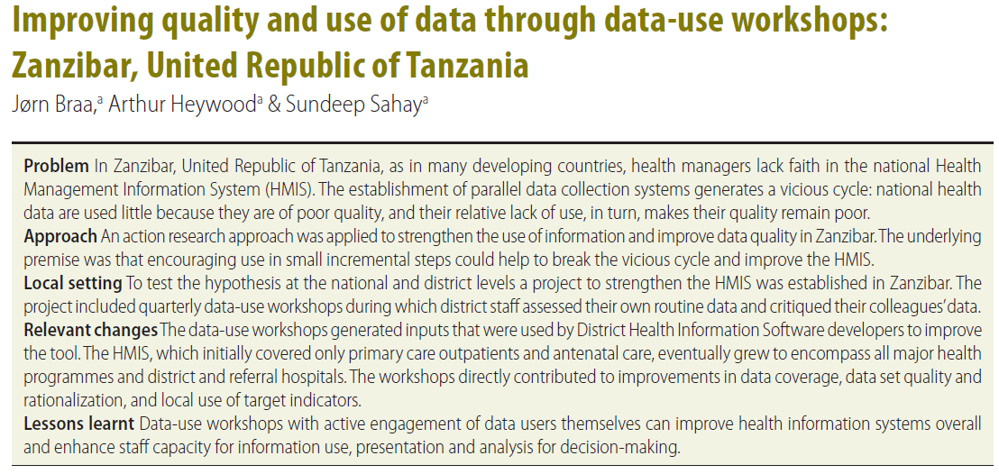 Improving quality and use of data through data-use workshops:
Zanzibar, United Republic of Tanzania
Jørn Braa,ª Arthur Heywoodª & Sundeep Sahayª
Problem In Zanzibar, United Republic of Tanzania, as in many developing countries, health managers lack faith in the national Health
Management Information System (HMIS). The establishment of parallel data collection systems generates a vicious cycle: national health
data are used little because they are of poor quality, and their relative lack of use, in turn, makes their quality remain poor.
Approach An action research approach was applied to strengthen the use of information and improve data quality in Zanzibar. The underlying
premise was that encouraging use in small incremental steps could help to break the vicious cycle and improve the HMIS.
Local setting To test the hypothesis at the national and district levels a project to strengthen the HMIS was established in Zanzibar. The
project included quarterly data-use workshops during which district staff assessed their own routine data and critiqued their colleagues' data.
Relevant changes The data-use workshops generated inputs that were used by District Health Information Software developers to improve
the tool. The HMIS, which initially covered only primary care outpatients and antenatal care, eventually grew to encompass all major health
programmes and district and referral hospitals. The workshops directly contributed to improvements in data coverage, data set quality and
rationalization, and local use of target indicators.
Lessons learnt Data-use workshops with active engagement of data users themselves can improve health information systems overall
and enhance staff capacity for information use, presentation and analysis for decision-making.